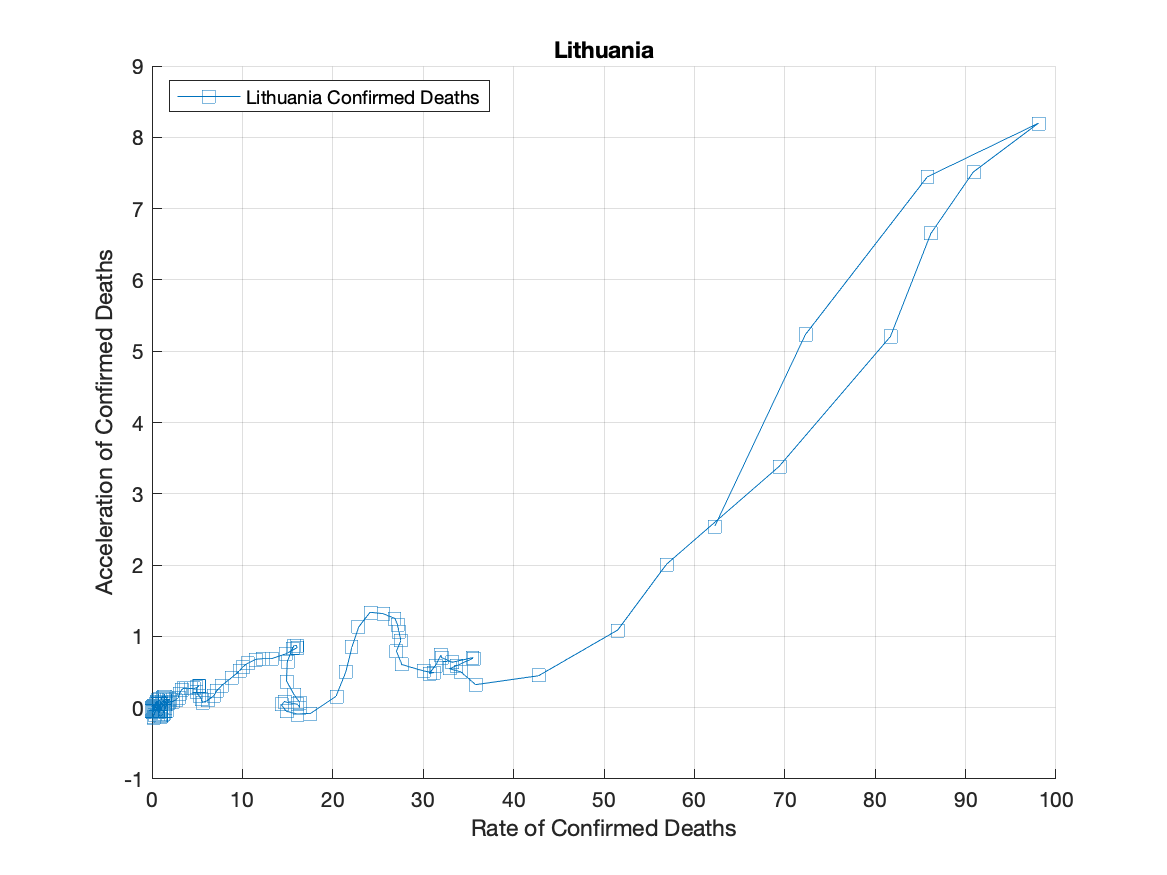 Lithuania
Lithuania Confirmed Deaths
Acceleration of Confirmed Deaths
9
8
7
6
5
4
3
2
1
0
-1
0 10 20 30 40 50 60 70 80 90 100
Rate of Confirmed Deaths